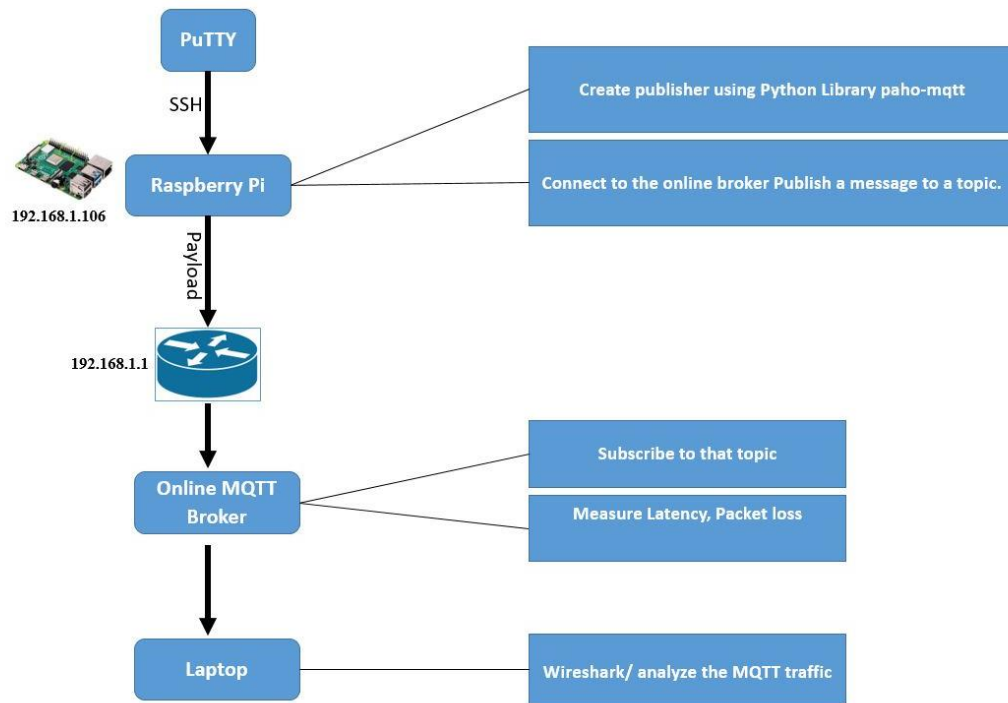 PuTTY
SSH
Create publisher using Python Library paho-mqtt
Raspberry Pi
Connect to the online broker Publish a message to a topic.
192.168.1.106
Payload
192.168.1.1
Online MQTT
Broker
Subscribe to that topic
Measure Latency, Packet loss
Laptop
Wireshark/ analyze the MQTT traffic